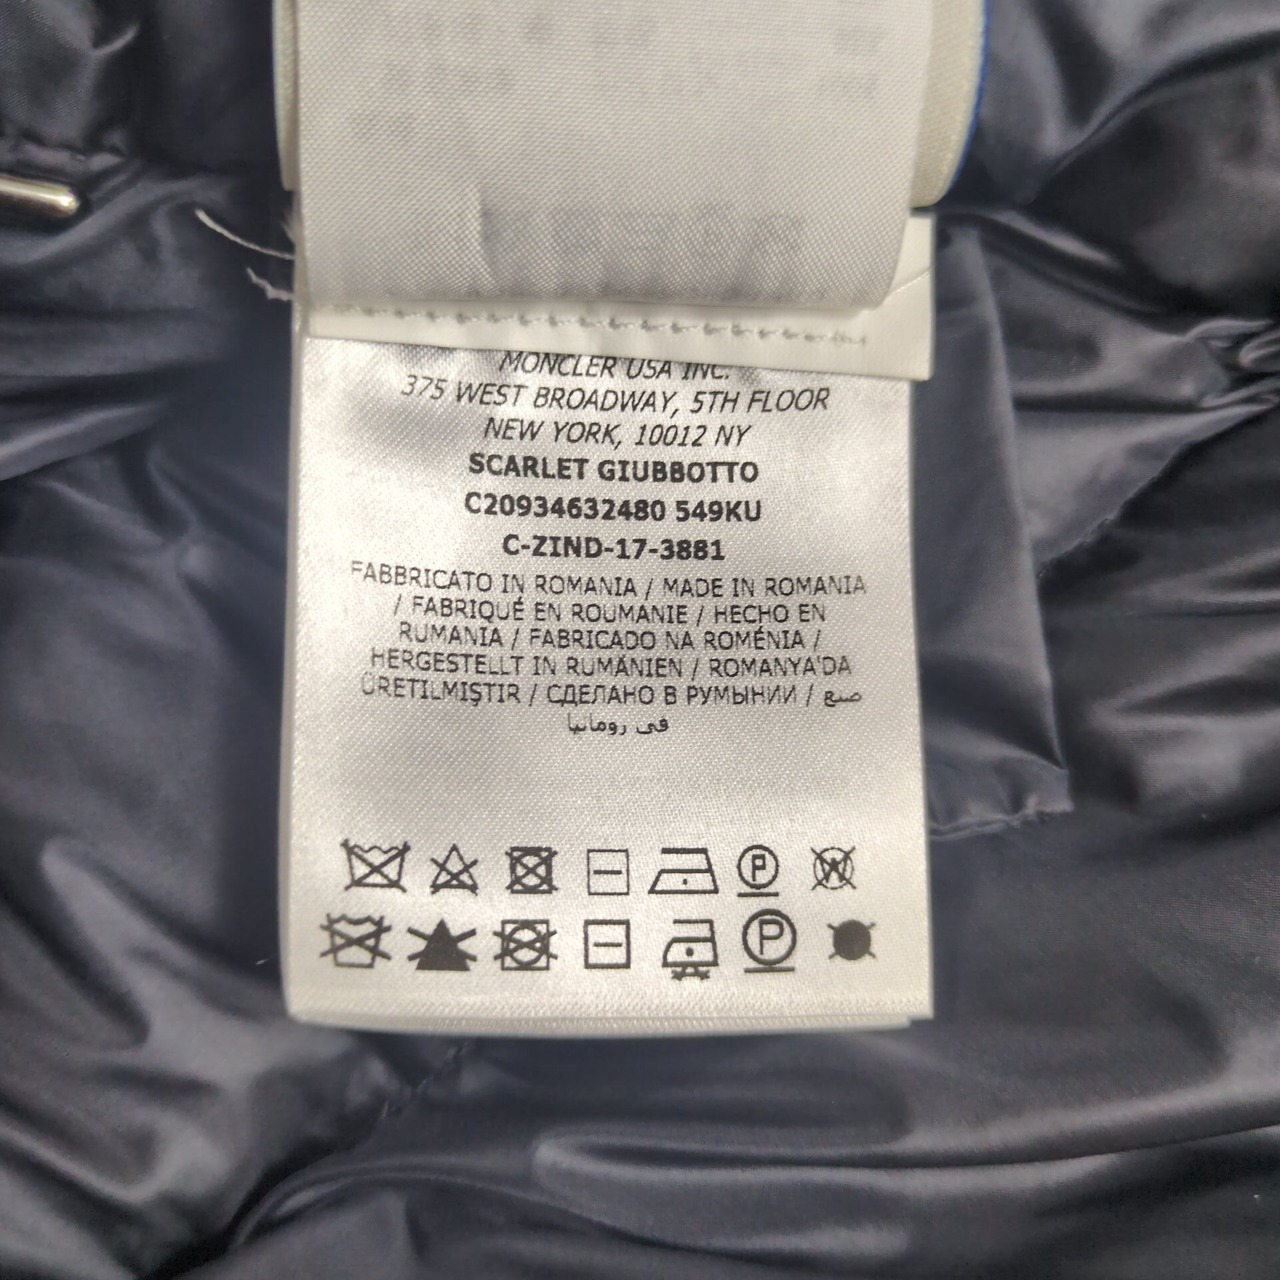 MONCLER USA INC.
375 WEST BROADWAY, 5TH FLOOR
NEW YORK, 10012 NY
SCARLET GIUBBOTTO
C20934632480 549KU
C-ZIND-17-3881
FABBRICATO IN ROMANIA / MADE IN ROMANIA
/ FABRIQUÉ EN ROUMANIE / HECHO EN
RUMANIA / FABRICADO NA ROMÉNIA /
HERGESTELLT IN RUMÄNIEN / ROMANYA'DA
ÜRETILMIŞTIR / СДЕЛАНО В РУМЫНИИ / صنع
في رومانيا
P W
P